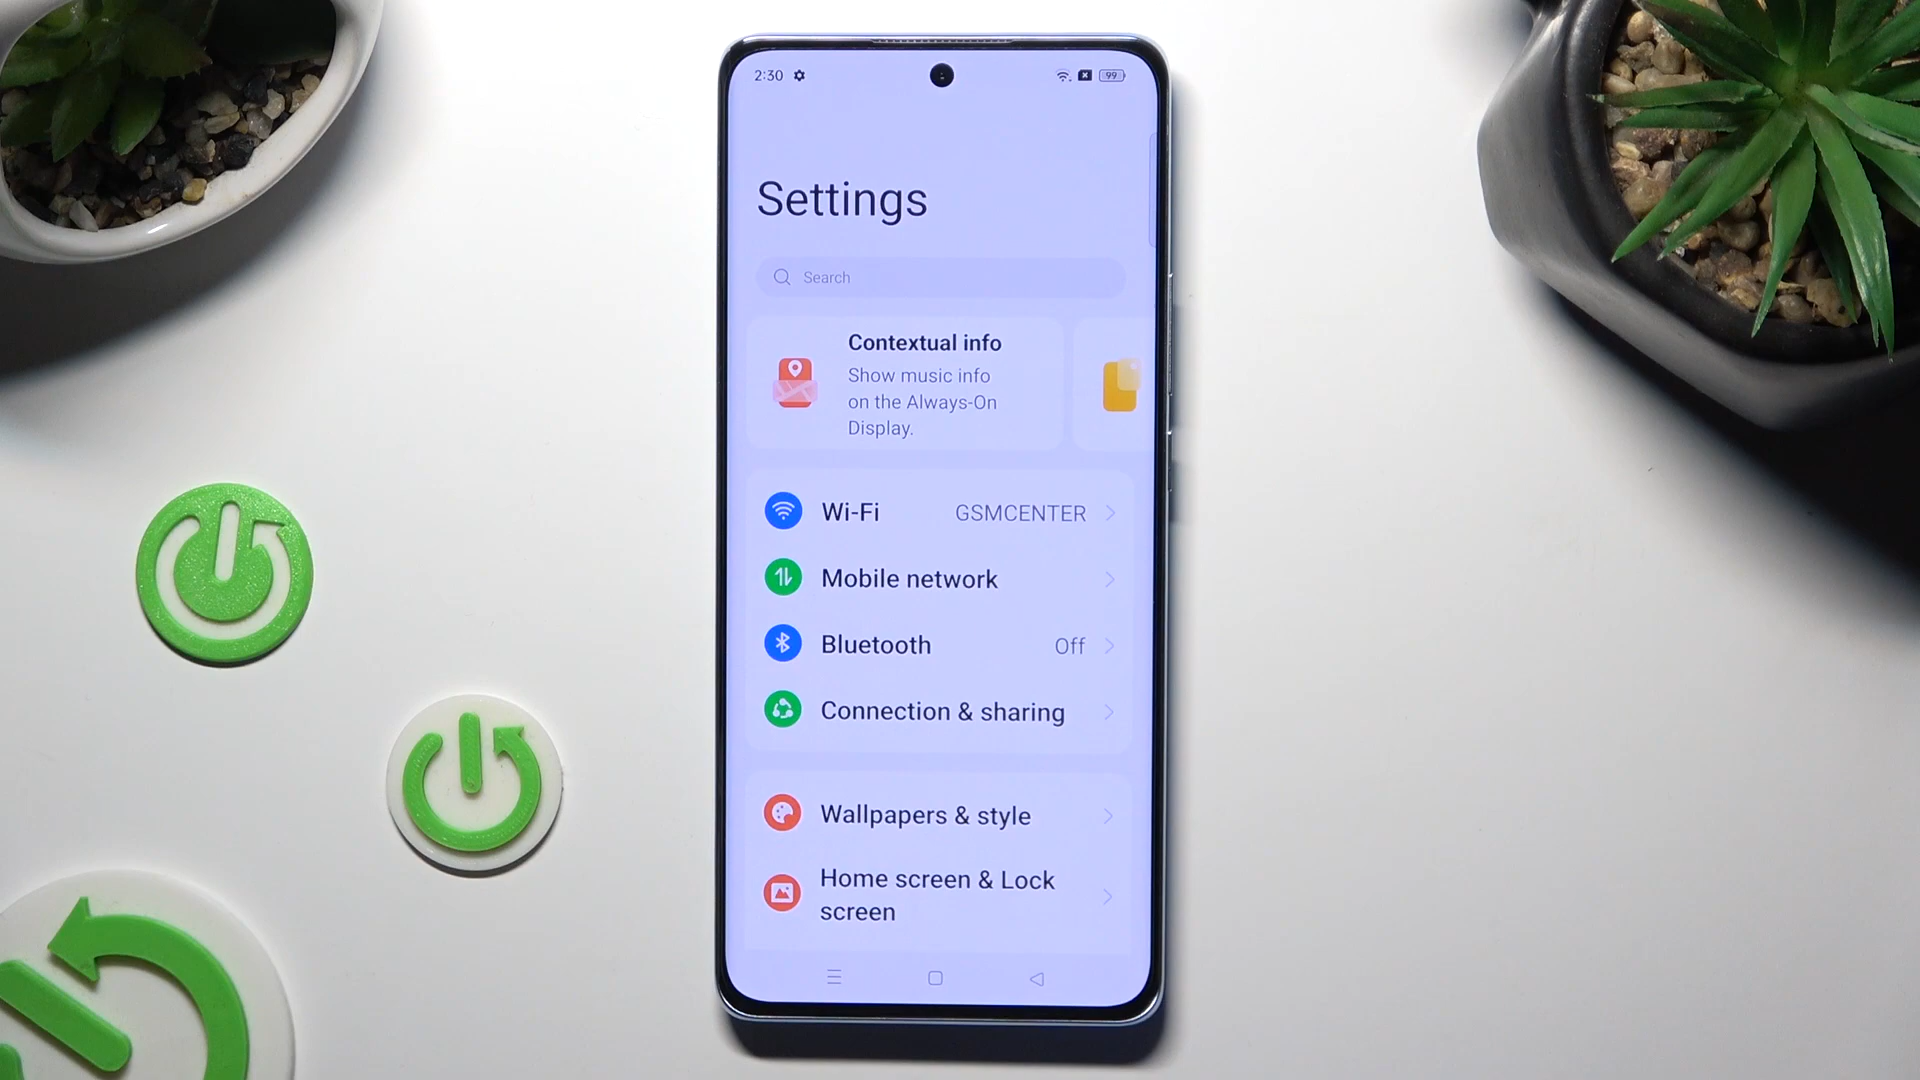 2:30
99
Settings
Search
Contextual info
Show music info
on the Always-On
Display.
Wi-Fi GSMCENTER
Mobile network
Bluetooth Off
Connection & sharing
Wallpapers & style
Home screen & Lock
screen